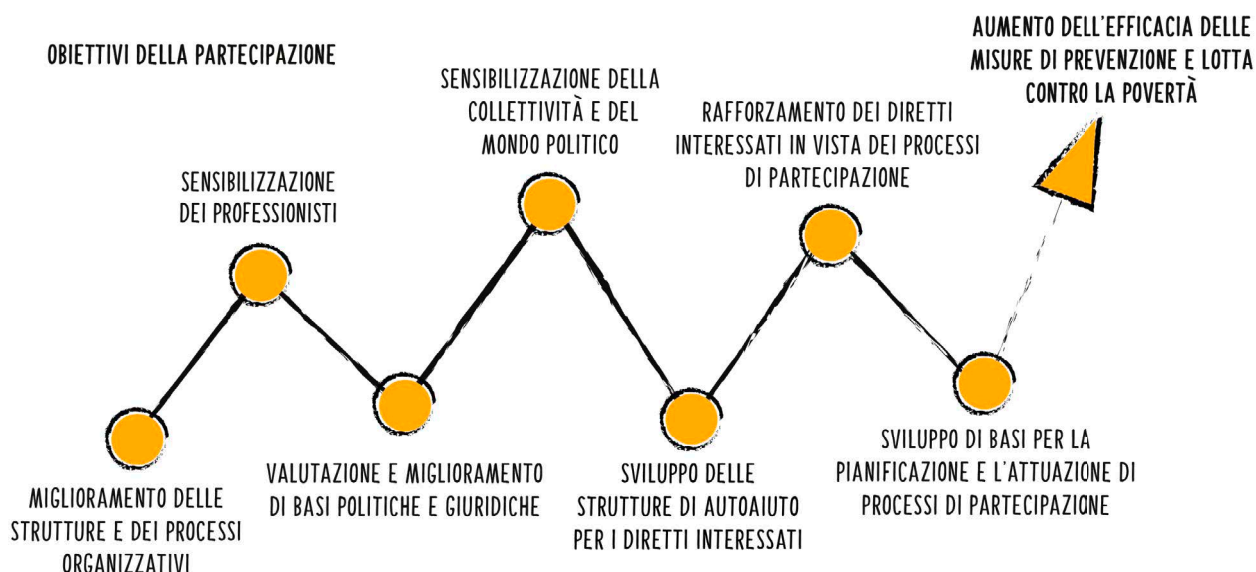 OBIETTIVI DELLA PARTECIPAZIONE
MIGLIORAMENTO DELLE
STRUTTURE E DEI PROCESSI
ORGANIZZATIVI
SENSIBILIZZAZIONE
DEI PROFESSIONISTI
VALUTAZIONE E MIGLIORAMENTO
DI BASI POLITICHE E GIURIDICHE
SENSIBILIZZAZIONE DELLA
COLLETTIVITÀ E DEL
MONDO POLITICO
SVILUPPO DELLE
STRUTTURE DI AUTOAIUTO
PER I DIRETTI INTERESSATI
RAFFORZAMENTO DEI DIRETTI
INTERESSATI IN VISTA DEI PROCESSI
DI PARTECIPAZIONE
SVILUPPO DI BASI PER LA
PIANIFICAZIONE E L'ATTUAZIONE DI
PROCESSI DI PARTECIPAZIONE
AUMENTO DELL'EFFICACIA DELLE
MISURE DI PREVENZIONE E LOTTA
CONTRO LA POVERTÀ